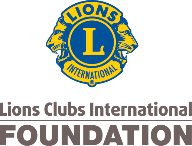 LIONS
L
INTERNATIONAL
Lions Clubs International
FOUNDATION